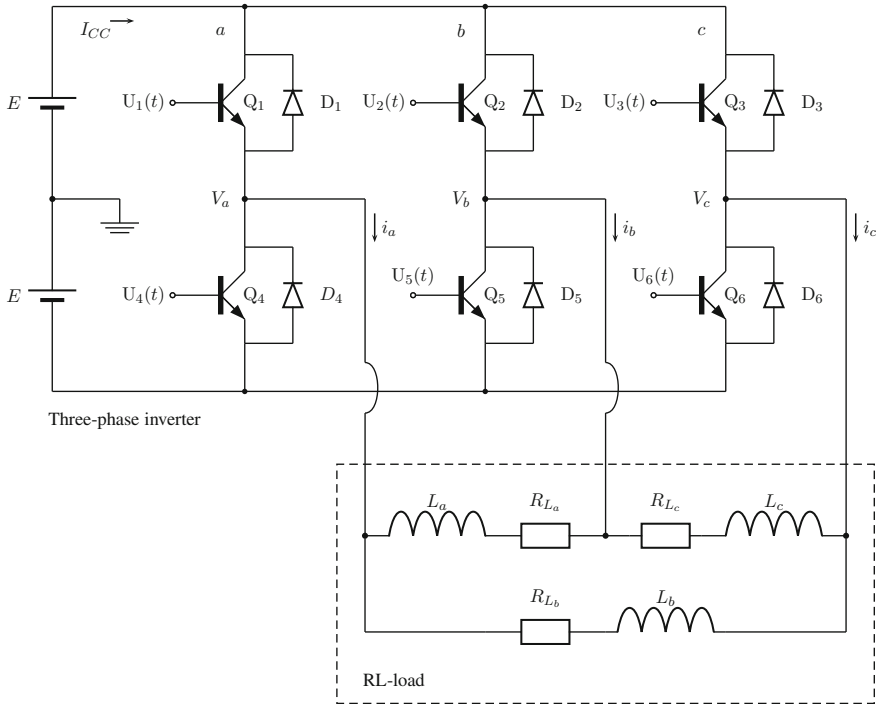 I_{CC} a b c
E U_1(t) Q_1 D_1 U_2(t) Q_2 D_2 U_3(t) Q_3 D_3
V_a i_a V_b i_b V_c i_c
E U_4(t) Q_4 D_4 U_5(t) Q_5 D_5 U_6(t) Q_6 D_6
Three-phase inverter
L_a R_{L_a} R_{L_c} L_c
R_{L_b} L_b
RL-load